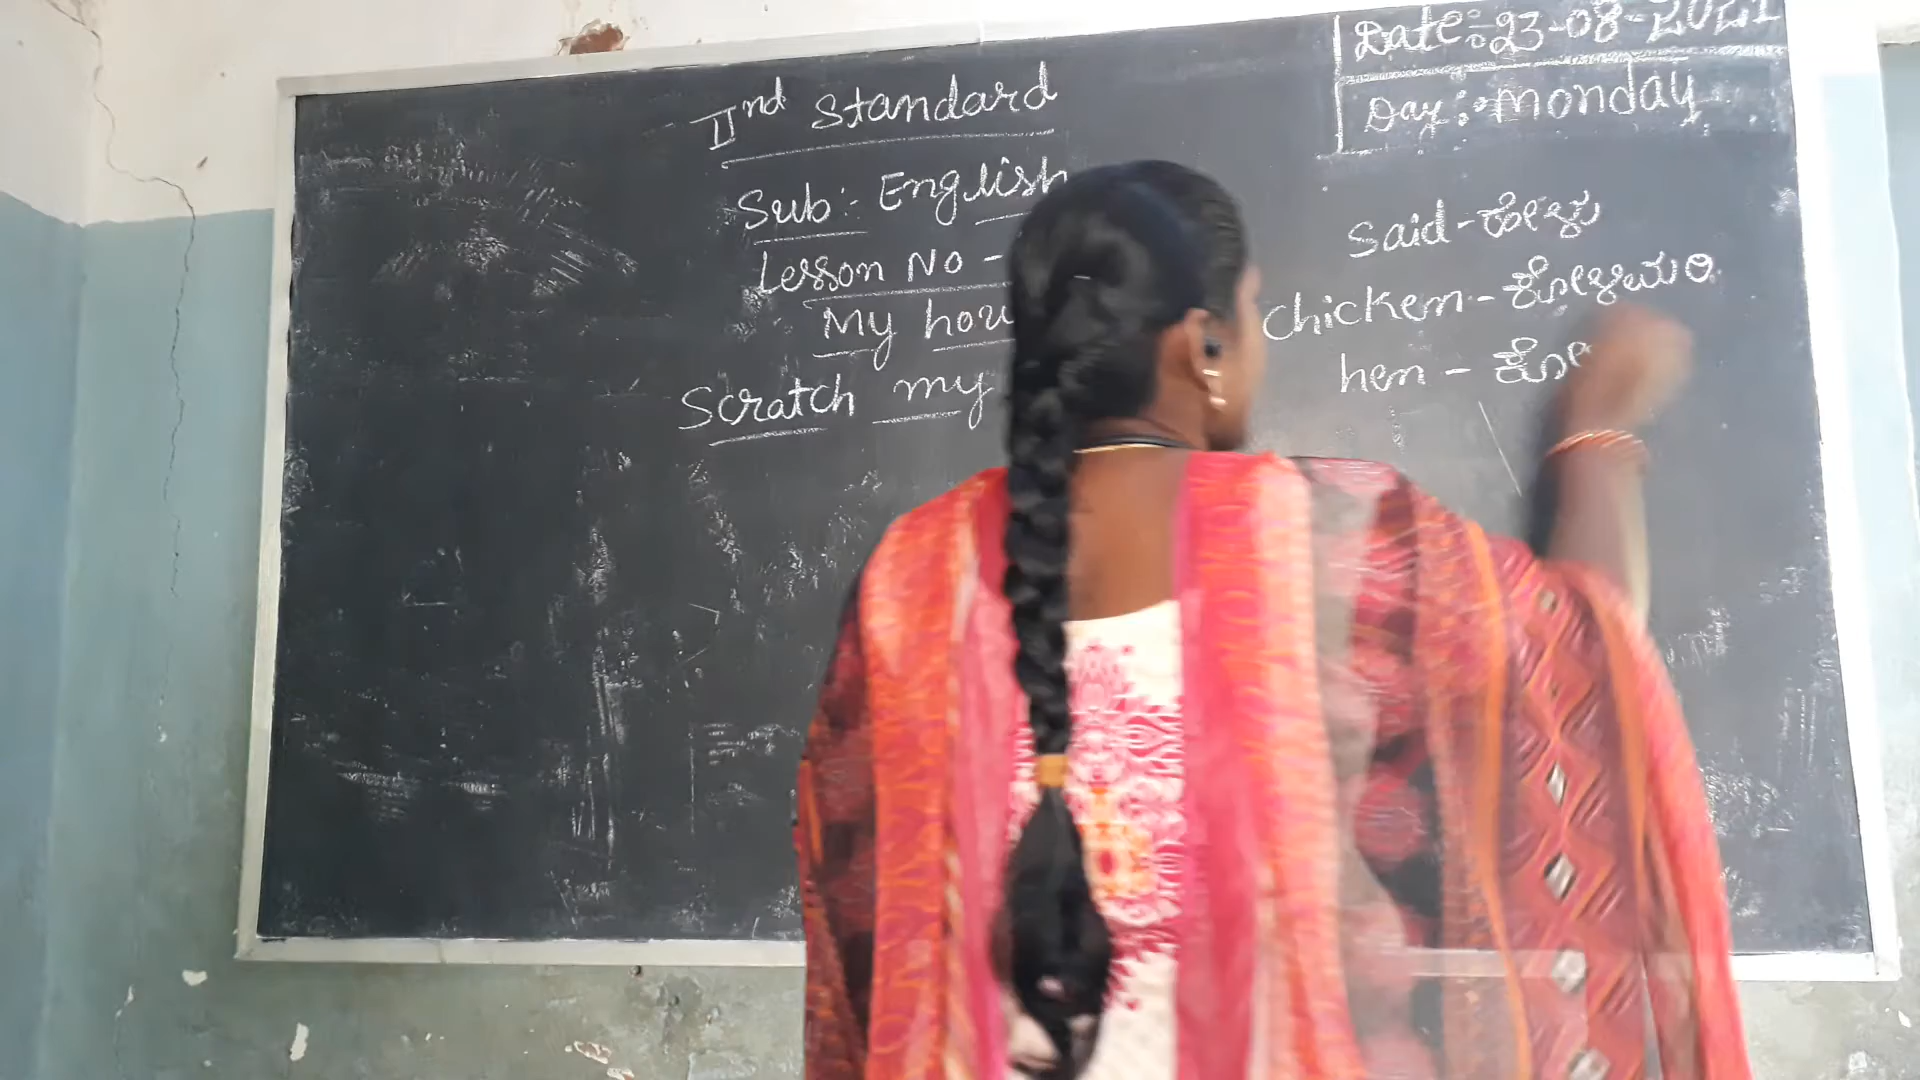 Date:-23-08-2021
Day:- monday
IInd Standard
Sub:- English
Lesson No -
My
Scratch my
Said - ಹೇಳು
chicken - ಕೋಳಿಮರಿ
hen -